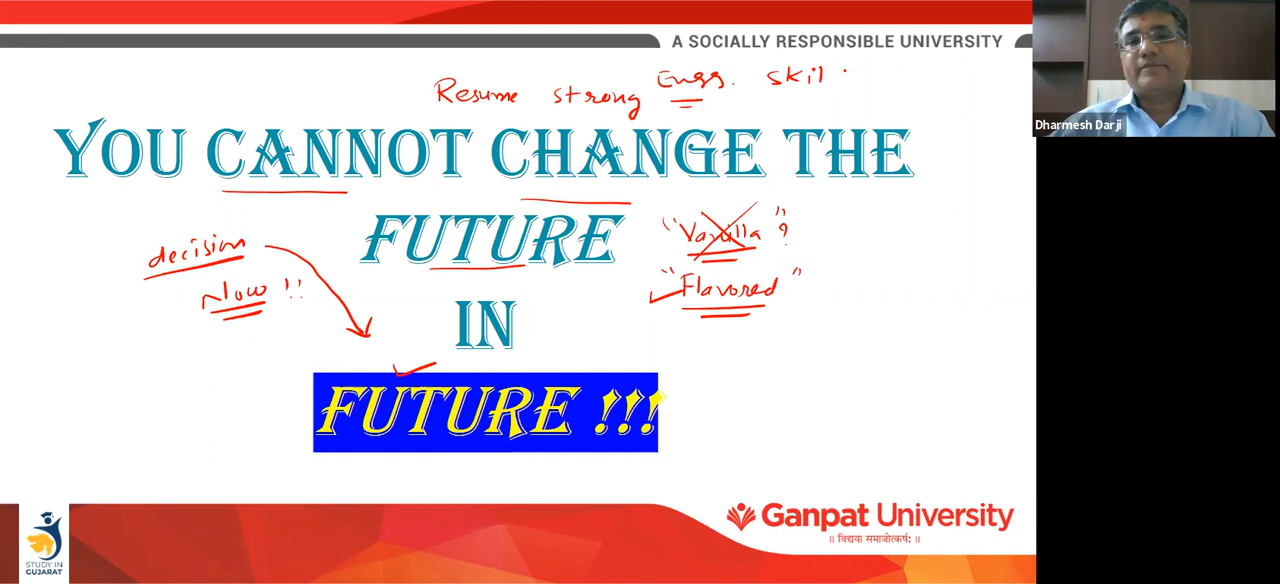 A SOCIALLY RESPONSIBLE UNIVERSITY
Dharmesh Darji
Resume strong Engg. skil
YOU CANNOT CHANGE THE
FUTURE
"Vanilla"?
decision
Now !!
"Flavored"
IN
FUTURE !!!
STUDY IN
GUJARAT
Ganpat University
॥ विद्यया समाजोत्कर्षः ॥